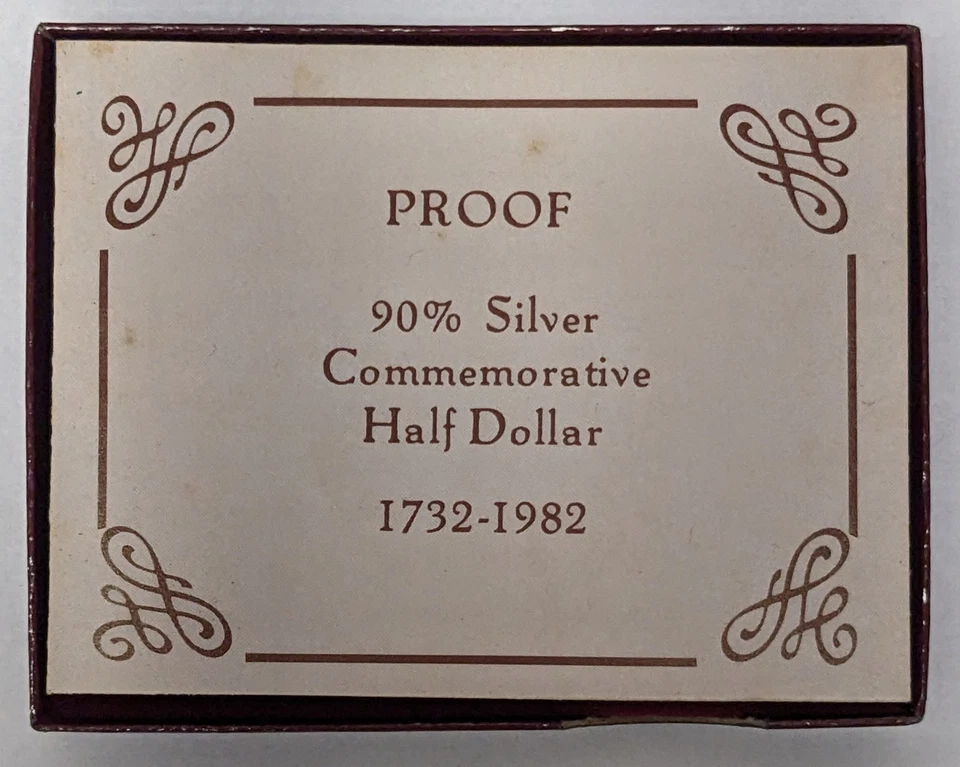 PROOF
90% Silver
Commemorative
Half Dollar
1732-1982